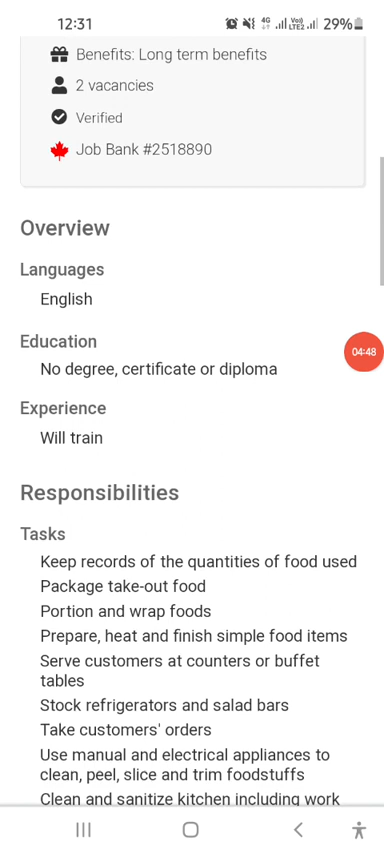 12:31 4G Vo)) LTE2 29%
Benefits: Long term benefits
2 vacancies
Verified
Job Bank #2518890
Overview
Languages
English
Education
No degree, certificate or diploma
04:48
Experience
Will train
Responsibilities
Tasks
Keep records of the quantities of food used
Package take-out food
Portion and wrap foods
Prepare, heat and finish simple food items
Serve customers at counters or buffet
tables
Stock refrigerators and salad bars
Take customers' orders
Use manual and electrical appliances to
clean, peel, slice and trim foodstuffs
Clean and sanitize kitchen including work